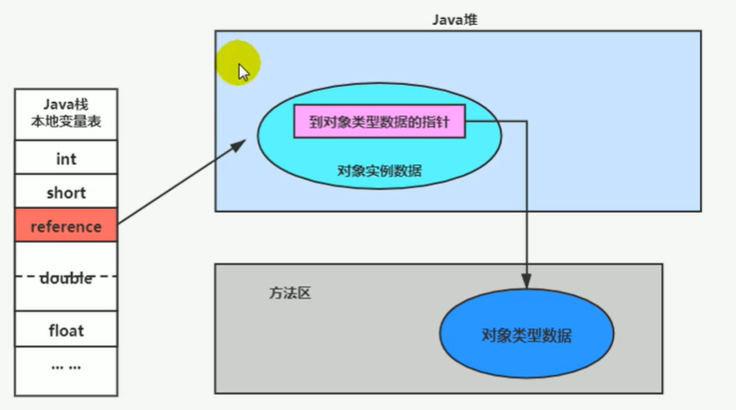 Java堆
Java栈
本地变量表
int
short
reference
double
float
... ...
到对象类型数据的指针
对象实例数据
方法区
对象类型数据